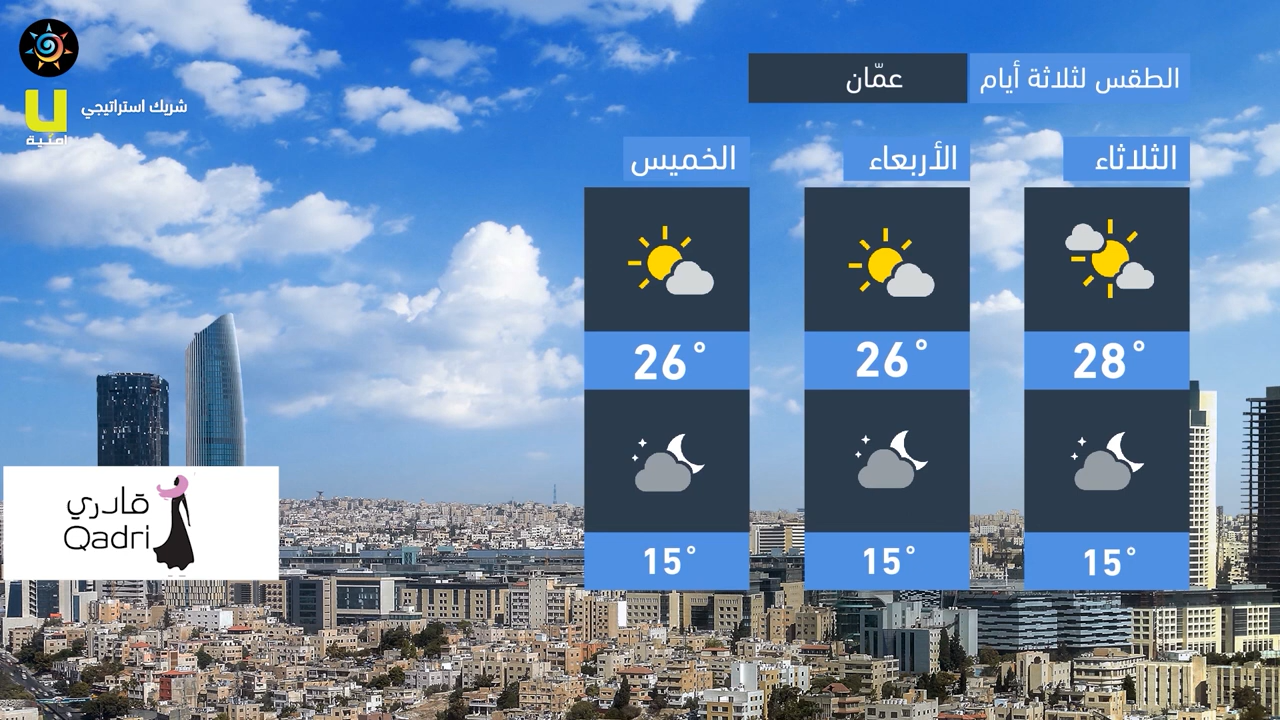 الطقس لثلاثة أيام
عمّان
شريك استراتيجي
U
أمنية
الثلاثاء
الأربعاء
الخميس
28°
26°
26°
15°
15°
15°
قادري
Qadri